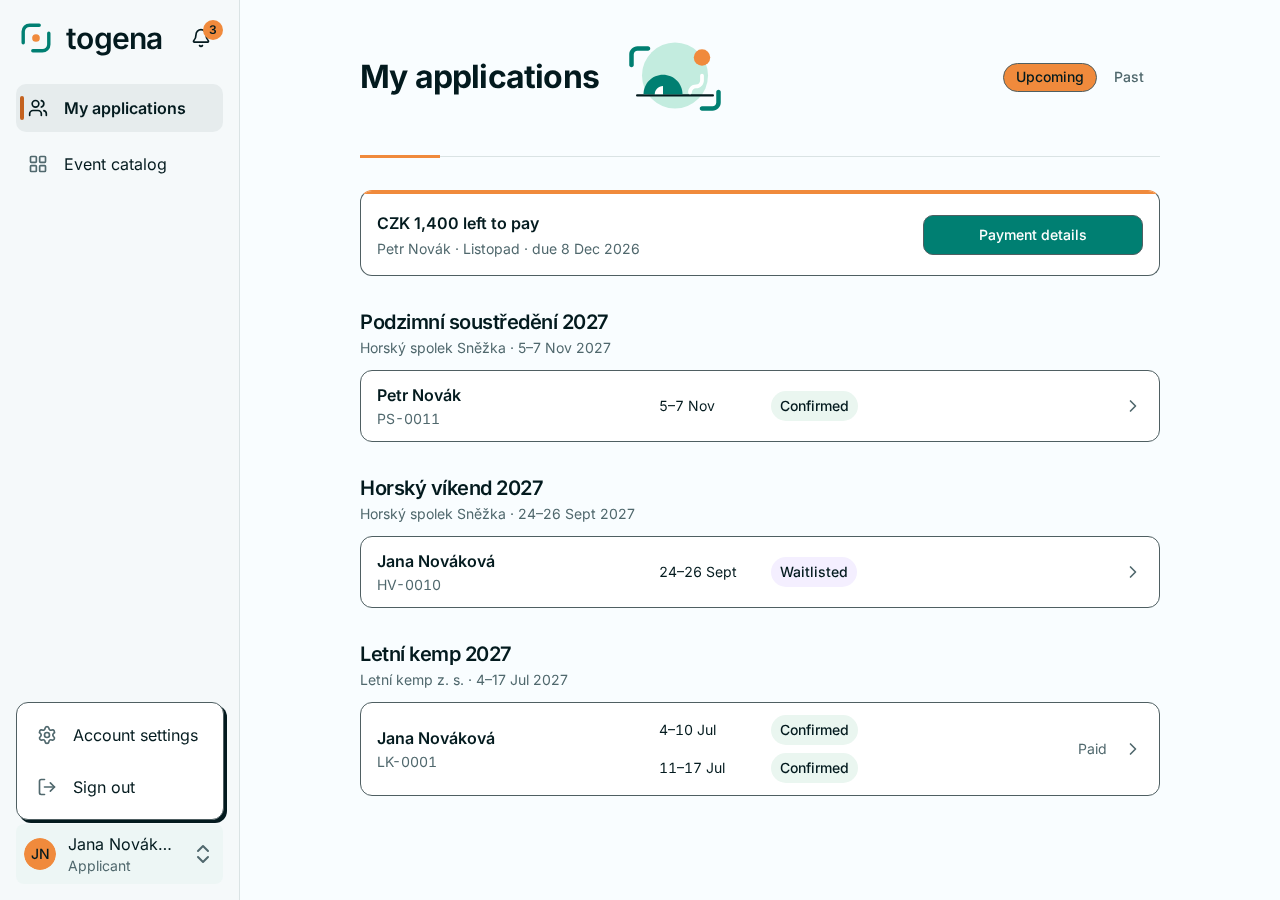 togena
3
My applications
Event catalog
Account settings
Sign out
JN
Jana Novák...
Applicant
My applications
Upcoming
Past
CZK 1,400 left to pay
Petr Novák · Listopad · due 8 Dec 2026
Payment details
Podzimní soustředění 2027
Horský spolek Sněžka · 5–7 Nov 2027
Petr Novák
PS-0011
5–7 Nov
Confirmed
Horský víkend 2027
Horský spolek Sněžka · 24–26 Sept 2027
Jana Nováková
HV-0010
24–26 Sept
Waitlisted
Letní kemp 2027
Letní kemp z. s. · 4–17 Jul 2027
Jana Nováková
LK-0001
4–10 Jul
Confirmed
11–17 Jul
Confirmed
Paid